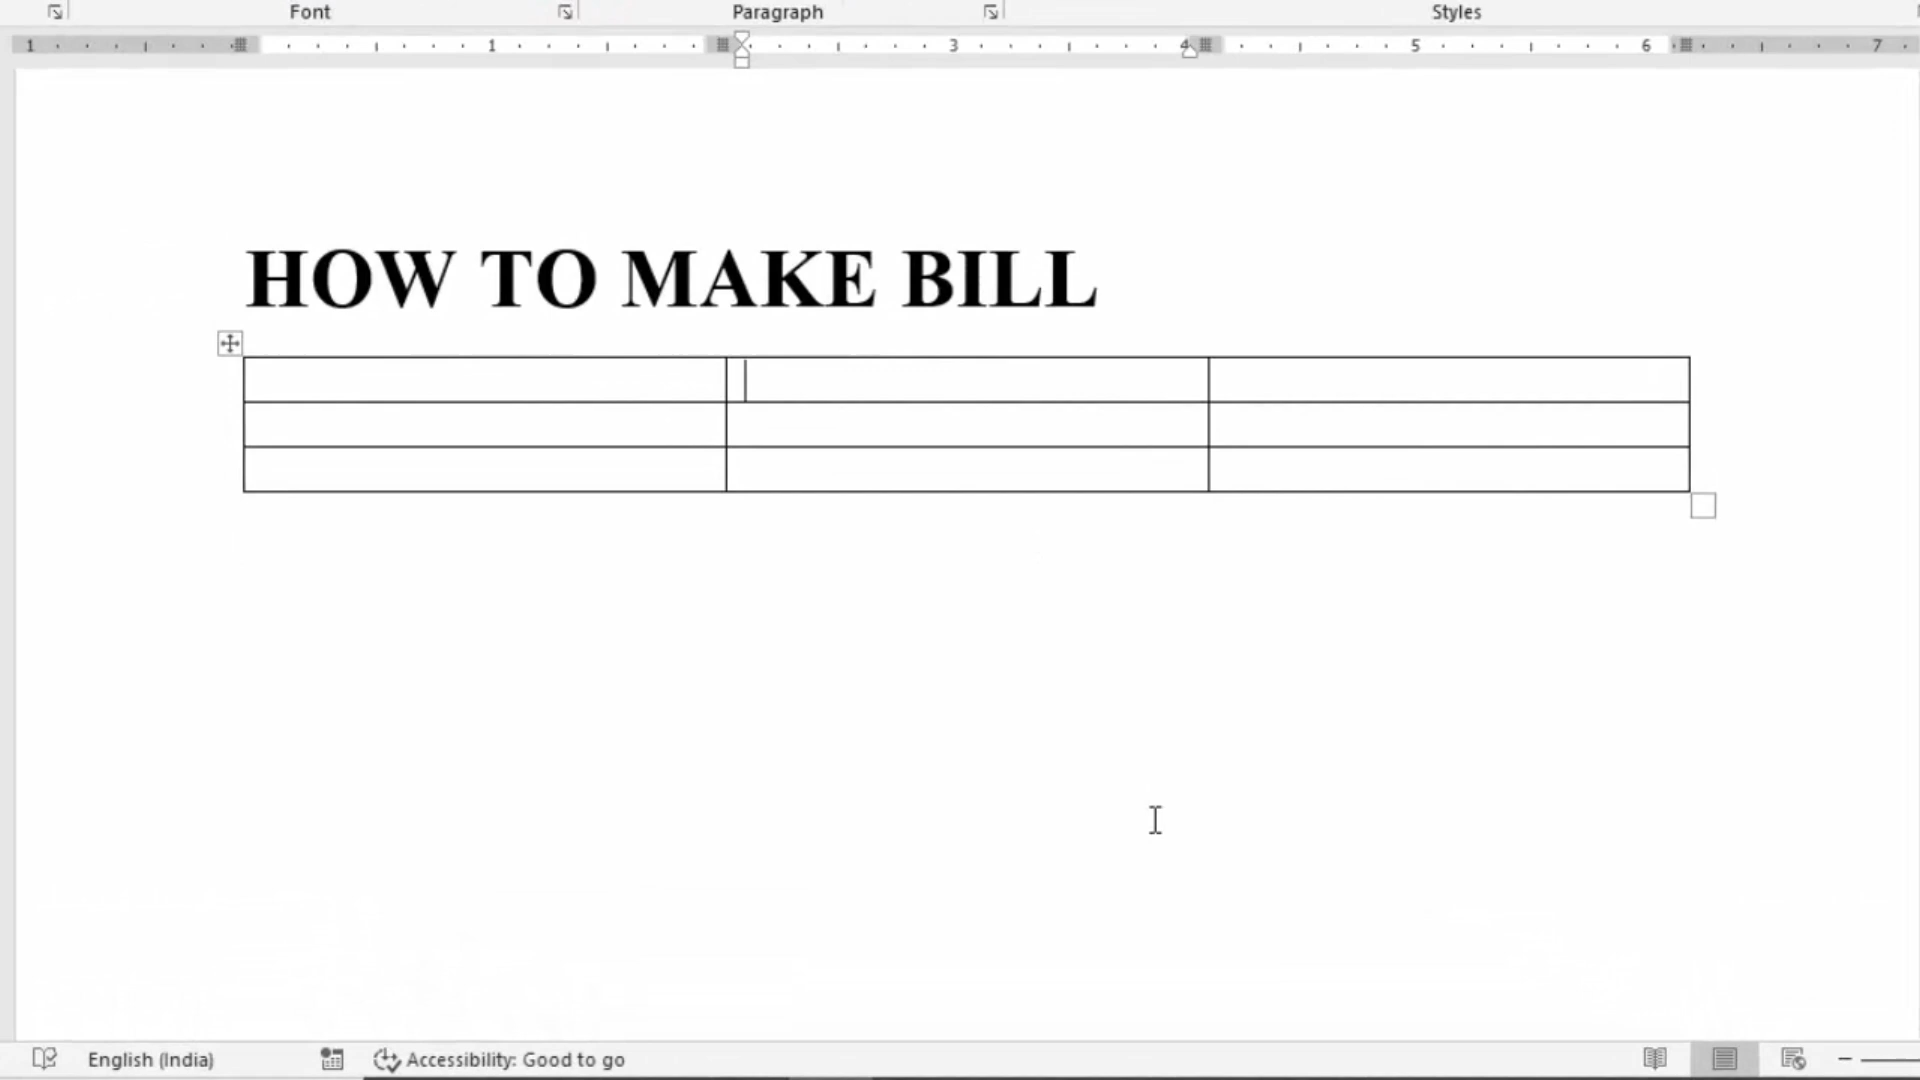 Font Paragraph Styles
1 1 3 4 5 6 7
HOW TO MAKE BILL
English (India) Accessibility: Good to go